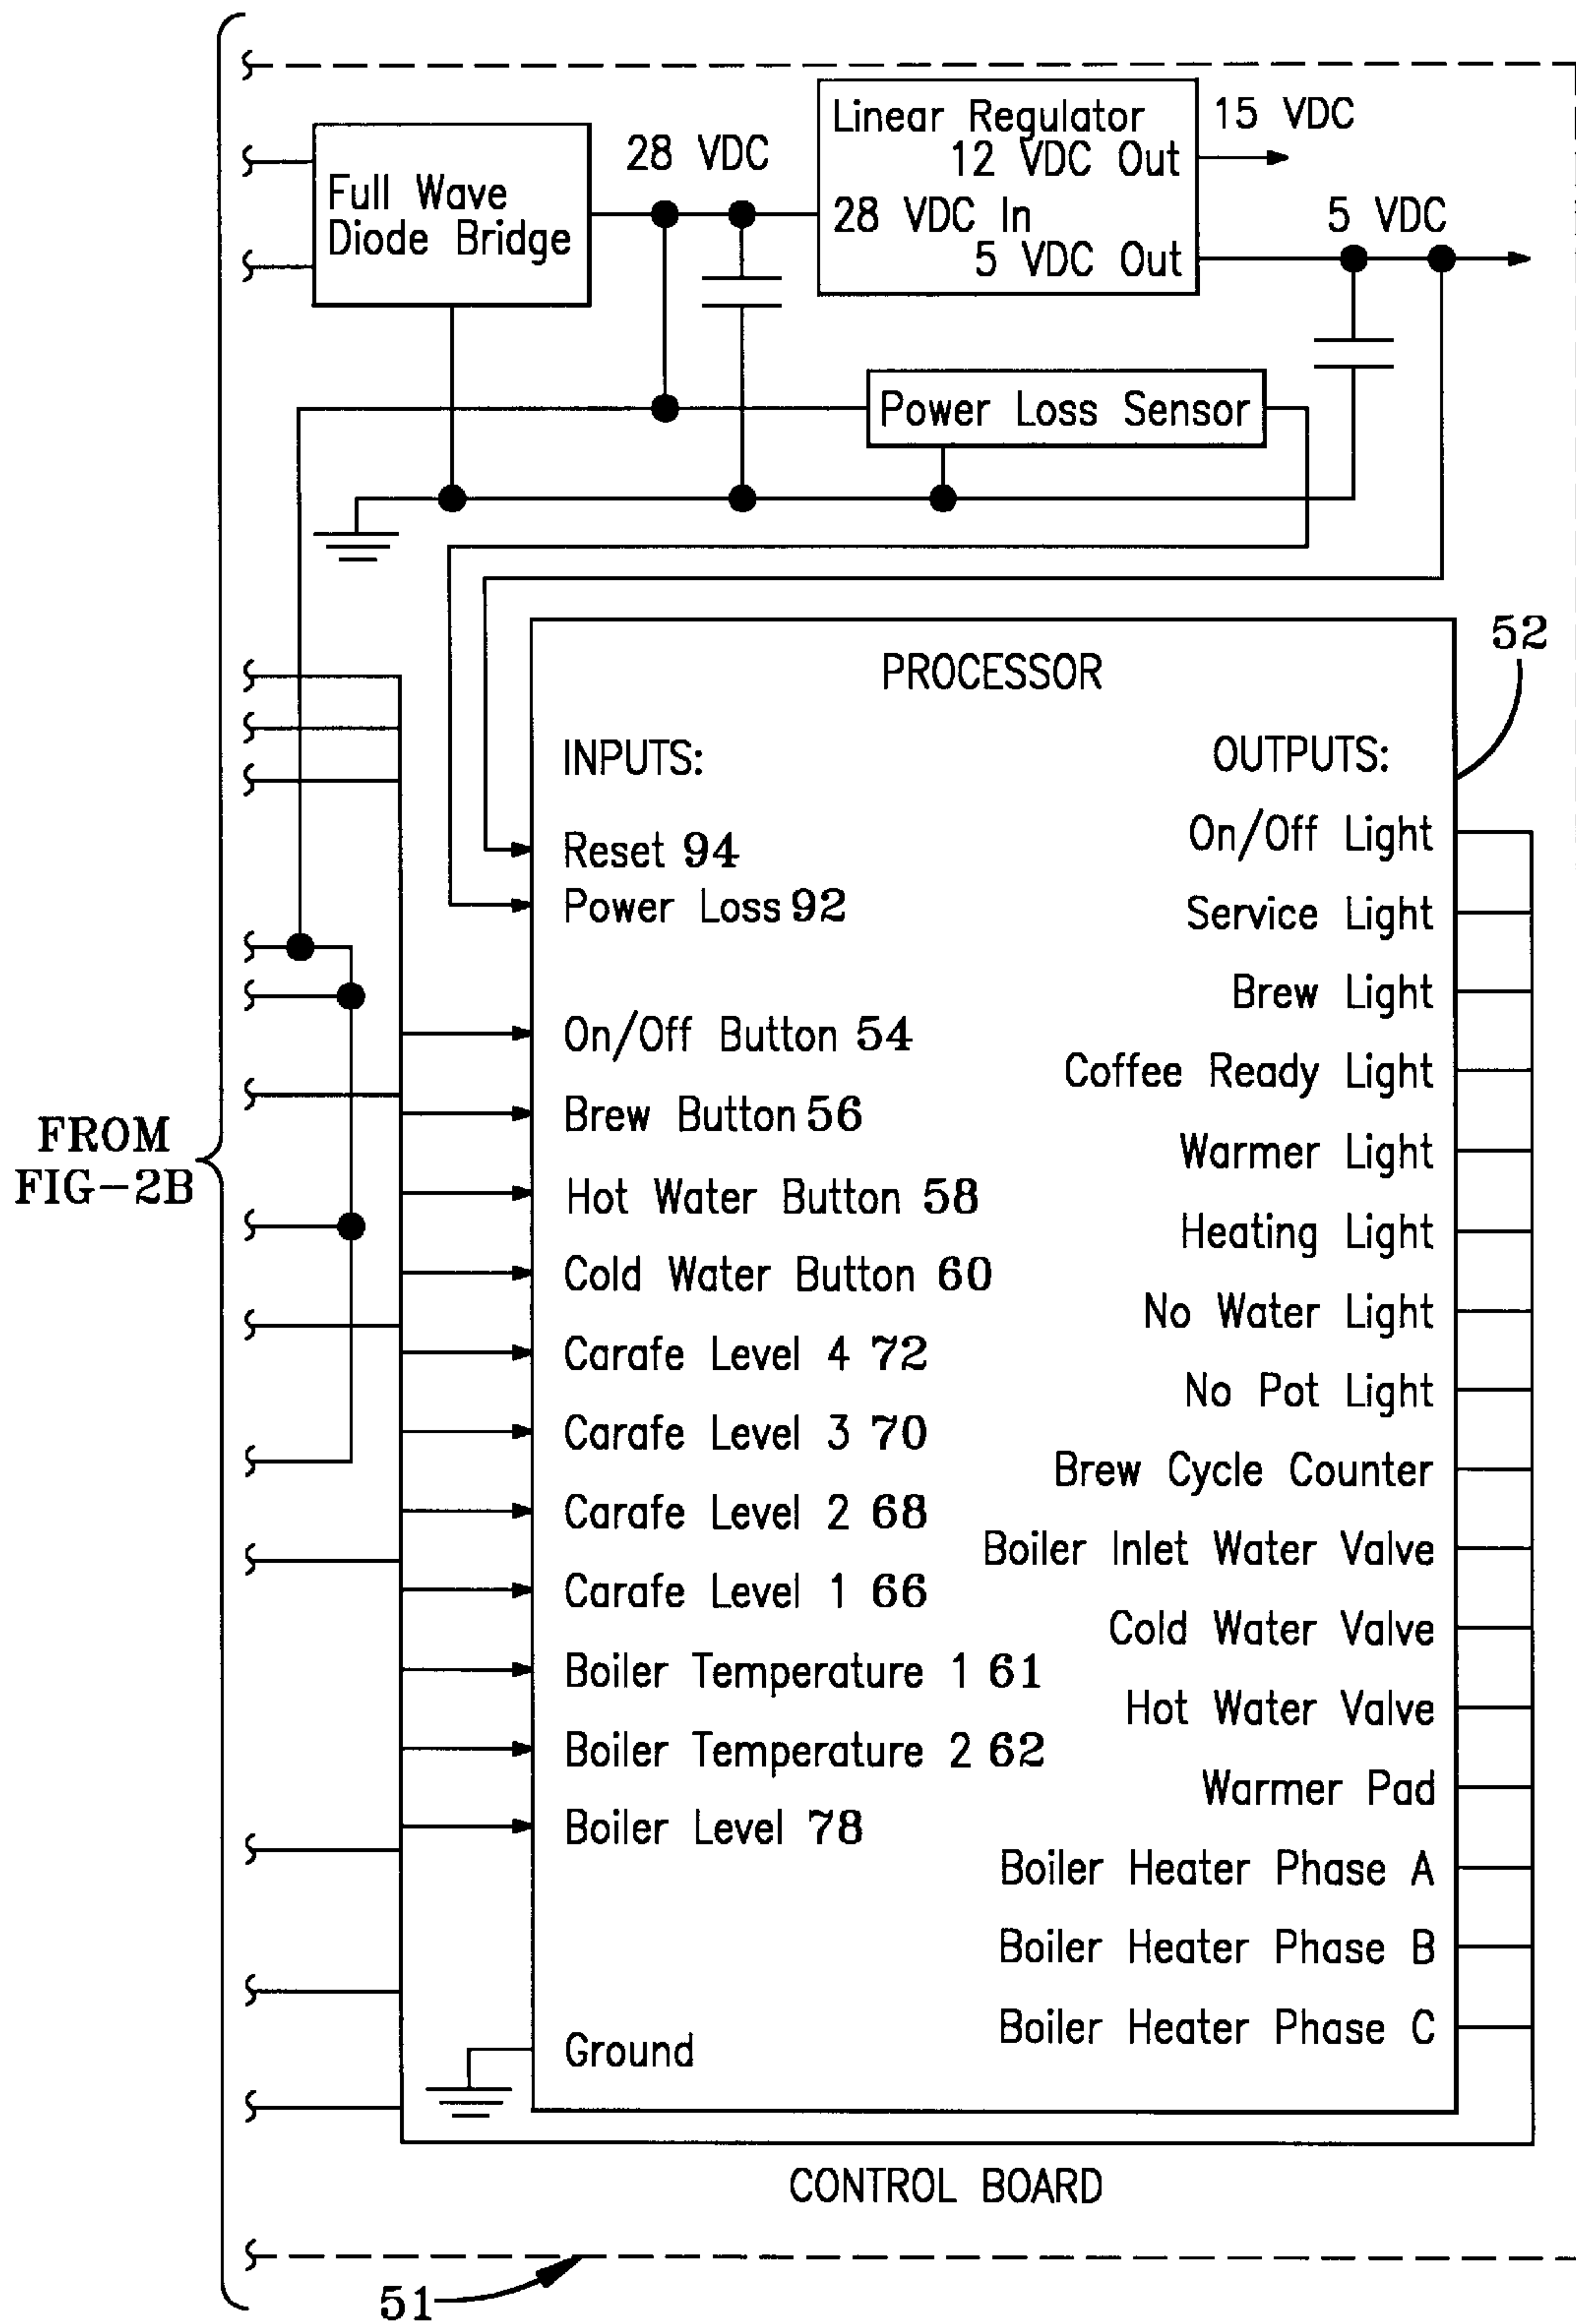 Full Wave
Diode Bridge
28 VDC
Linear Regulator
12 VDC Out
28 VDC In
5 VDC Out
15 VDC
5 VDC
Power Loss Sensor
52
PROCESSOR
INPUTS:
Reset 94
Power Loss 92
On/Off Button 54
Brew Button 56
Hot Water Button 58
Cold Water Button 60
Carafe Level 4 72
Carafe Level 3 70
Carafe Level 2 68
Carafe Level 1 66
Boiler Temperature 1 61
Boiler Temperature 2 62
Boiler Level 78
Ground
OUTPUTS:
On/Off Light
Service Light
Brew Light
Coffee Ready Light
Warmer Light
Heating Light
No Water Light
No Pot Light
Brew Cycle Counter
Boiler Inlet Water Valve
Cold Water Valve
Hot Water Valve
Warmer Pad
Boiler Heater Phase A
Boiler Heater Phase B
Boiler Heater Phase C
FROM
FIG-2B
CONTROL BOARD
51